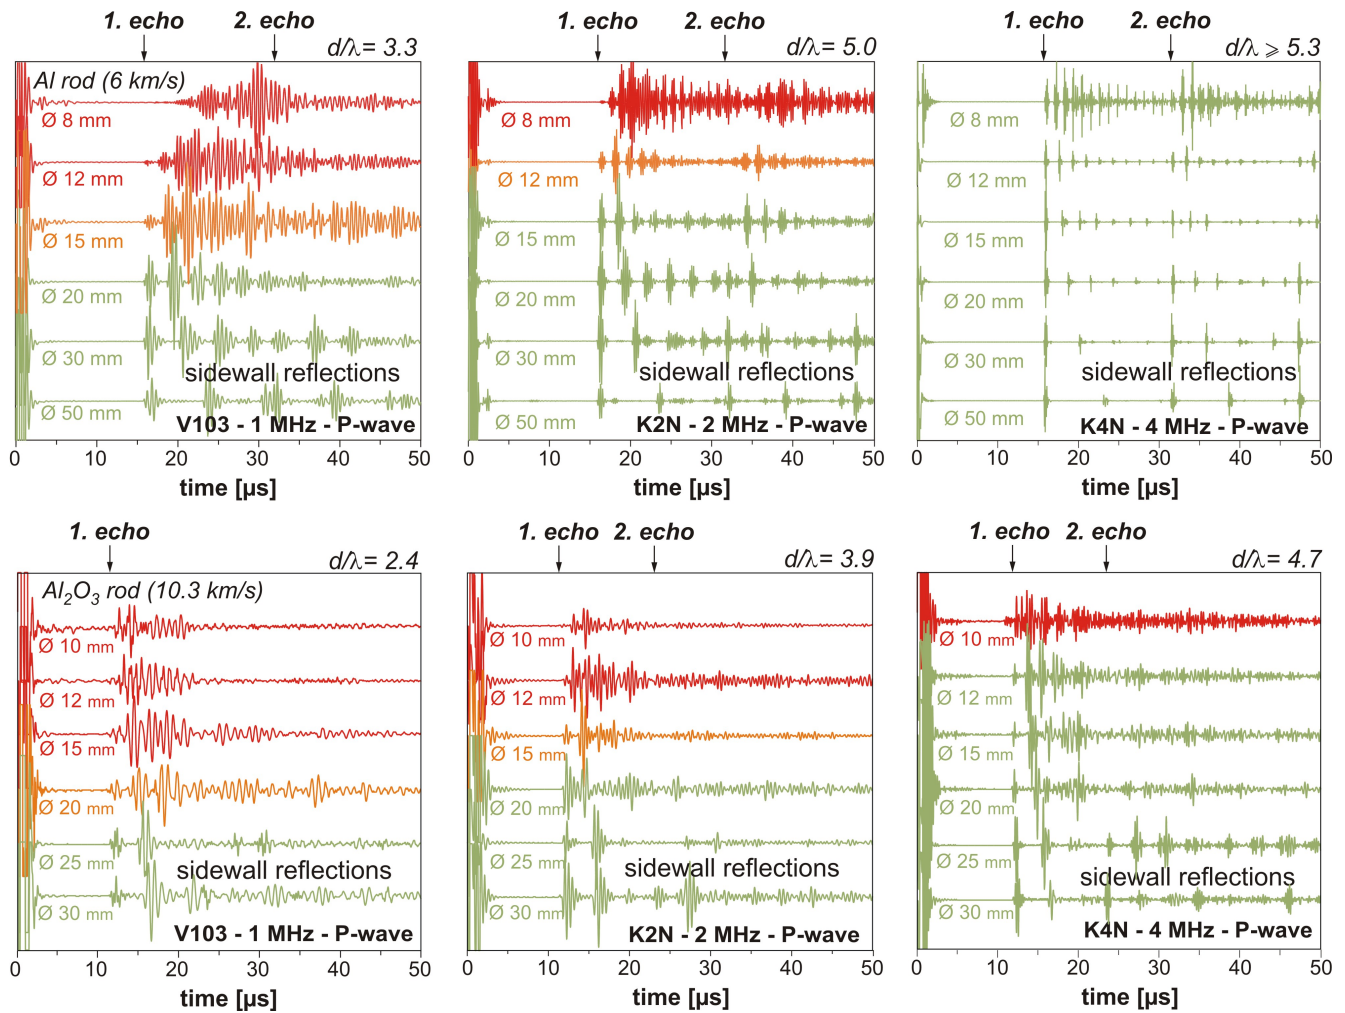 1. echo 2. echo
d/λ= 3.3
Al rod (6 km/s)
Ø 8 mm
Ø 12 mm
Ø 15 mm
Ø 20 mm
Ø 30 mm
sidewall reflections
Ø 50 mm
V103 - 1 MHz - P-wave
0 10 20 30 40 50
time [µs]
1. echo 2. echo
d/λ= 5.0
Ø 8 mm
Ø 12 mm
Ø 15 mm
Ø 20 mm
Ø 30 mm
sidewall reflections
Ø 50 mm
K2N - 2 MHz - P-wave
0 10 20 30 40 50
time [µs]
1. echo 2. echo
d/λ ⩾ 5.3
Ø 8 mm
Ø 12 mm
Ø 15 mm
Ø 20 mm
Ø 30 mm
sidewall reflections
Ø 50 mm
K4N - 4 MHz - P-wave
0 10 20 30 40 50
time [µs]
1. echo
d/λ= 2.4
Al₂O₃ rod (10.3 km/s)
Ø 10 mm
Ø 12 mm
Ø 15 mm
Ø 20 mm
Ø 25 mm
sidewall reflections
Ø 30 mm
V103 - 1 MHz - P-wave
0 10 20 30 40 50
time [µs]
1. echo 2. echo
d/λ= 3.9
Ø 10 mm
Ø 12 mm
Ø 15 mm
Ø 20 mm
Ø 25 mm
sidewall reflections
Ø 30 mm
K2N - 2 MHz - P-wave
0 10 20 30 40 50
time [µs]
1. echo 2. echo
d/λ= 4.7
Ø 10 mm
Ø 12 mm
Ø 15 mm
Ø 20 mm
Ø 25 mm
sidewall reflections
Ø 30 mm
K4N - 4 MHz - P-wave
0 10 20 30 40 50
time [µs]